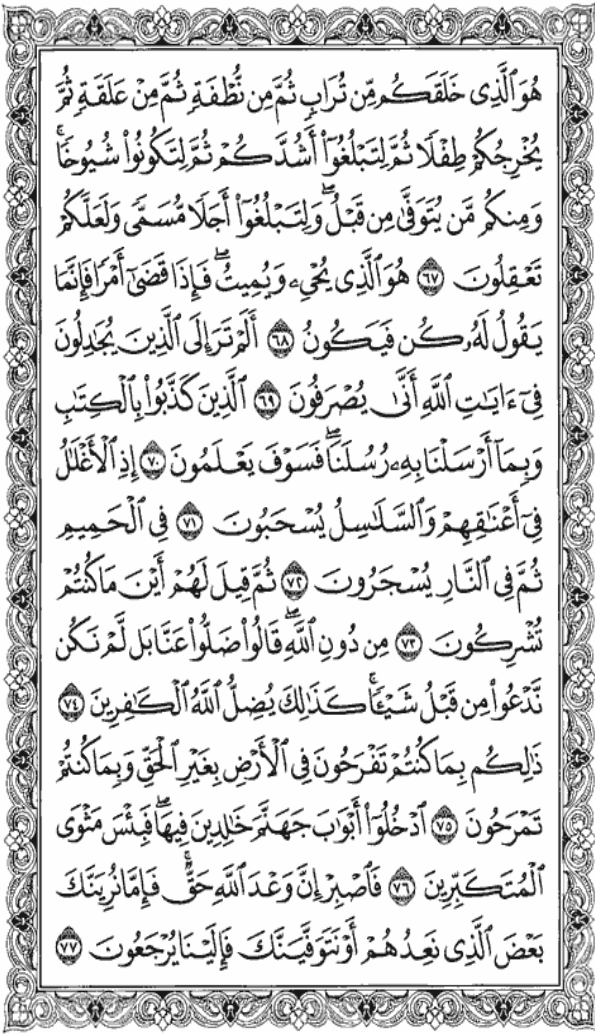 هُوَ ٱلَّذِى خَلَقَكُم مِّن تُرَابٍ ثُمَّ مِن نُّطْفَةٍ ثُمَّ مِنْ عَلَقَةٍ ثُمَّ
يُخْرِجُكُمْ طِفْلًا ثُمَّ لِتَبْلُغُوٓا۟ أَشُدَّكُمْ ثُمَّ لِتَكُونُوا۟ شُيُوخًا ۚ
وَمِنكُم مَّن يُتَوَفَّىٰ مِن قَبْلُ ۖ وَلِتَبْلُغُوٓا۟ أَجَلًا مُّسَمًّى وَلَعَلَّكُمْ
تَعْقِلُونَ ٦٧ هُوَ ٱلَّذِى يُحْىِۦ وَيُمِيتُ ۖ فَإِذَا قَضَىٰٓ أَمْرًا فَإِنَّمَا
يَقُولُ لَهُۥ كُن فَيَكُونُ ٦٨ أَلَمْ تَرَ إِلَى ٱلَّذِينَ يُجَـٰدِلُونَ
فِىٓ ءَايَـٰتِ ٱللَّهِ أَنَّىٰ يُصْرَفُونَ ٦٩ ٱلَّذِينَ كَذَّبُوا۟ بِٱلْكِتَـٰبِ
وَبِمَآ أَرْسَلْنَا بِهِۦ رُسُلَنَا ۖ فَسَوْفَ يَعْلَمُونَ ٧٠ إِذِ ٱلْأَغْلَـٰلُ
فِىٓ أَعْنَـٰقِهِمْ وَٱلسَّلَـٰسِلُ يُسْحَبُونَ ٧١ فِى ٱلْحَمِيمِ
ثُمَّ فِى ٱلنَّارِ يُسْجَرُونَ ٧٢ ثُمَّ قِيلَ لَهُمْ أَيْنَ مَا كُنتُمْ
تُشْرِكُونَ ٧٣ مِن دُونِ ٱللَّهِ ۖ قَالُوا۟ ضَلُّوا۟ عَنَّا بَل لَّمْ نَكُن
نَّدْعُوا۟ مِن قَبْلُ شَيْـًٔا ۚ كَذَٰلِكَ يُضِلُّ ٱللَّهُ ٱلْكَـٰفِرِينَ ٧٤
ذَٰلِكُم بِمَا كُنتُمْ تَفْرَحُونَ فِى ٱلْأَرْضِ بِغَيْرِ ٱلْحَقِّ وَبِمَا كُنتُمْ
تَمْرَحُونَ ٧٥ ٱدْخُلُوٓا۟ أَبْوَٰبَ جَهَنَّمَ خَـٰلِدِينَ فِيهَا ۖ فَبِئْسَ مَثْوَى
ٱلْمُتَكَبِّرِينَ ٧٦ فَٱصْبِرْ إِنَّ وَعْدَ ٱللَّهِ حَقٌّ ۚ فَإِمَّا نُرِيَنَّكَ
بَعْضَ ٱلَّذِى نَعِدُهُمْ أَوْ نَتَوَفَّيَنَّكَ فَإِلَيْنَا يُرْجَعُونَ ٧٧